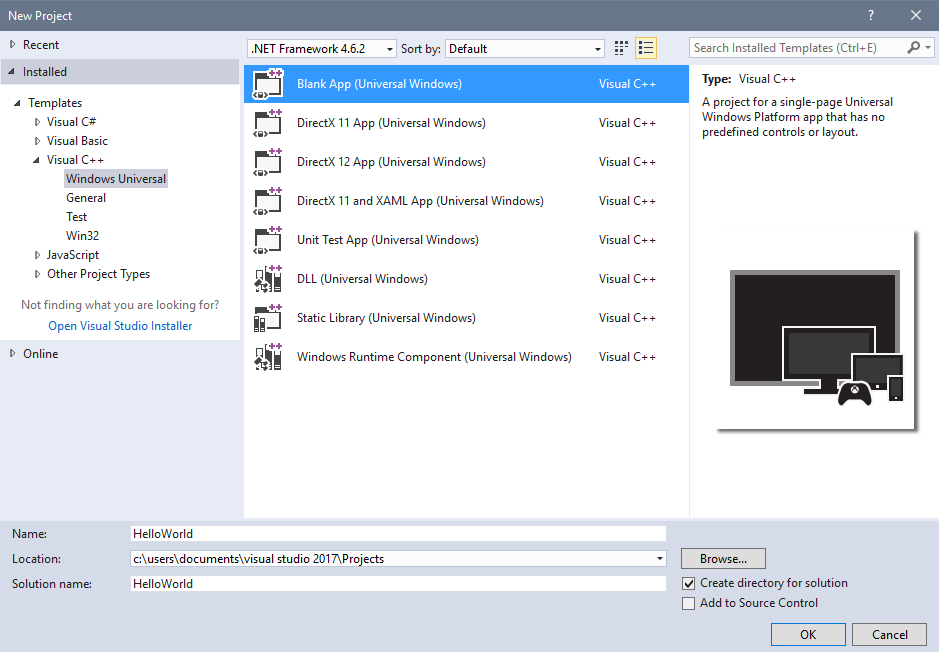 New Project
?
Recent
Installed
Templates
Visual C#
Visual Basic
Visual C++
Windows Universal
General
Test
Win32
JavaScript
Other Project Types
Not finding what you are looking for?
Open Visual Studio Installer
Online
.NET Framework 4.6.2 Sort by: Default
Blank App (Universal Windows) Visual C++
DirectX 11 App (Universal Windows) Visual C++
DirectX 12 App (Universal Windows) Visual C++
DirectX 11 and XAML App (Universal Windows) Visual C++
Unit Test App (Universal Windows) Visual C++
DLL (Universal Windows) Visual C++
Static Library (Universal Windows) Visual C++
Windows Runtime Component (Universal Windows) Visual C++
Search Installed Templates (Ctrl+E)
Type: Visual C++
A project for a single-page Universal
Windows Platform app that has no
predefined controls or layout.
Name: HelloWorld
Location: c:\users\documents\visual studio 2017\Projects Browse...
Solution name: HelloWorld
Create directory for solution
Add to Source Control
OK Cancel